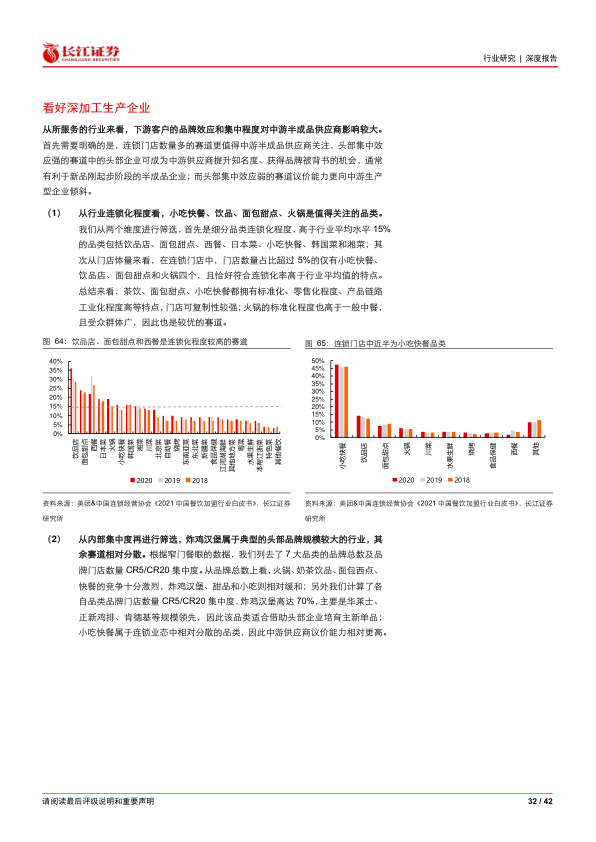 长江证券
CHANGJIANG SECURITIES
行业研究 | 深度报告
看好深加工生产企业
从所服务的行业来看，下游客户的品牌效应和集中程度对中游半成品供应商影响较大。
首先需要明确的是，连锁门店数量多的赛道更值得中游半成品供应商关注，头部集中效
应强的赛道中的头部企业可成为中游供应商提升知名度、获得品牌被背书的机会，通常
有利于新品刚起步阶段的半成品企业；而头部集中效应弱的赛道议价能力更向中游生产
型企业倾斜。
（1） 从行业连锁化程度看，小吃快餐、饮品、面包甜点、火锅是值得关注的品类。
我们从两个维度进行筛选，首先是细分品类连锁化程度，高于行业平均水平 15%
的品类包括饮品店、面包甜点、西餐、日本菜、小吃快餐、韩国菜和湘菜；其
次从门店体量来看，在连锁门店中，门店数量占比超过 5%的仅有小吃快餐、
饮品店、面包甜点和火锅四个，且恰好符合连锁化率高于行业平均值的特点。
总结来看，茶饮、面包甜点、小吃快餐都拥有标准化、零售化程度、产品链路
工业化程度高等特点，门店可复制性较强；火锅的标准化程度也高于一般中餐，
且受众群体广，因此也是较优的赛道。
图 64：饮品店、面包甜点和西餐是连锁化程度较高的赛道
40%
35%
30%
25%
20%
15%
10%
5%
0%
饮品店
面包甜点
西餐
日本菜
火锅
小吃快餐
韩国菜
湘菜
川菜
北京菜
自助餐
烧烤
东南亚菜
东北菜
新疆菜
食品保健
江河湖海鲜
其他地方菜
粤菜
水果生鲜
本帮江浙菜
特色菜
其他餐饮
2020 2019 2018
资料来源：美团&中国连锁经营协会《2021 中国餐饮加盟行业白皮书》，长江证券
研究所
图 65：连锁门店中近半为小吃快餐品类
50%
45%
40%
35%
30%
25%
20%
15%
10%
5%
0%
小吃快餐
饮品店
面包甜点
火锅
川菜
水果生鲜
烧烤
食品保健
西餐
其他
2020 2019 2018
资料来源：美团&中国连锁经营协会《2021 中国餐饮加盟行业白皮书》，长江证券
研究所
（2） 从内部集中度再进行筛选，炸鸡汉堡属于典型的头部品牌规模较大的行业，其
余赛道相对分散。根据窄门餐眼的数据，我们列去了 7 大品类的品牌总数及品
牌门店数量 CR5/CR20 集中度。从品牌总数上看，火锅、奶茶饮品、面包西点、
快餐的竞争十分激烈，炸鸡汉堡、甜品和小吃则相对缓和；另外我们计算了各
自品类品牌门店数量 CR5/CR20 集中度，炸鸡汉堡高达 70%，主要是华莱士、
正新鸡排、肯德基等规模领先，因此该品类适合借助头部企业培育主新单品；
小吃快餐属于连锁业态中相对分散的品类，因此中游供应商议价能力相对更高。
请阅读最后评级说明和重要声明
32 / 42